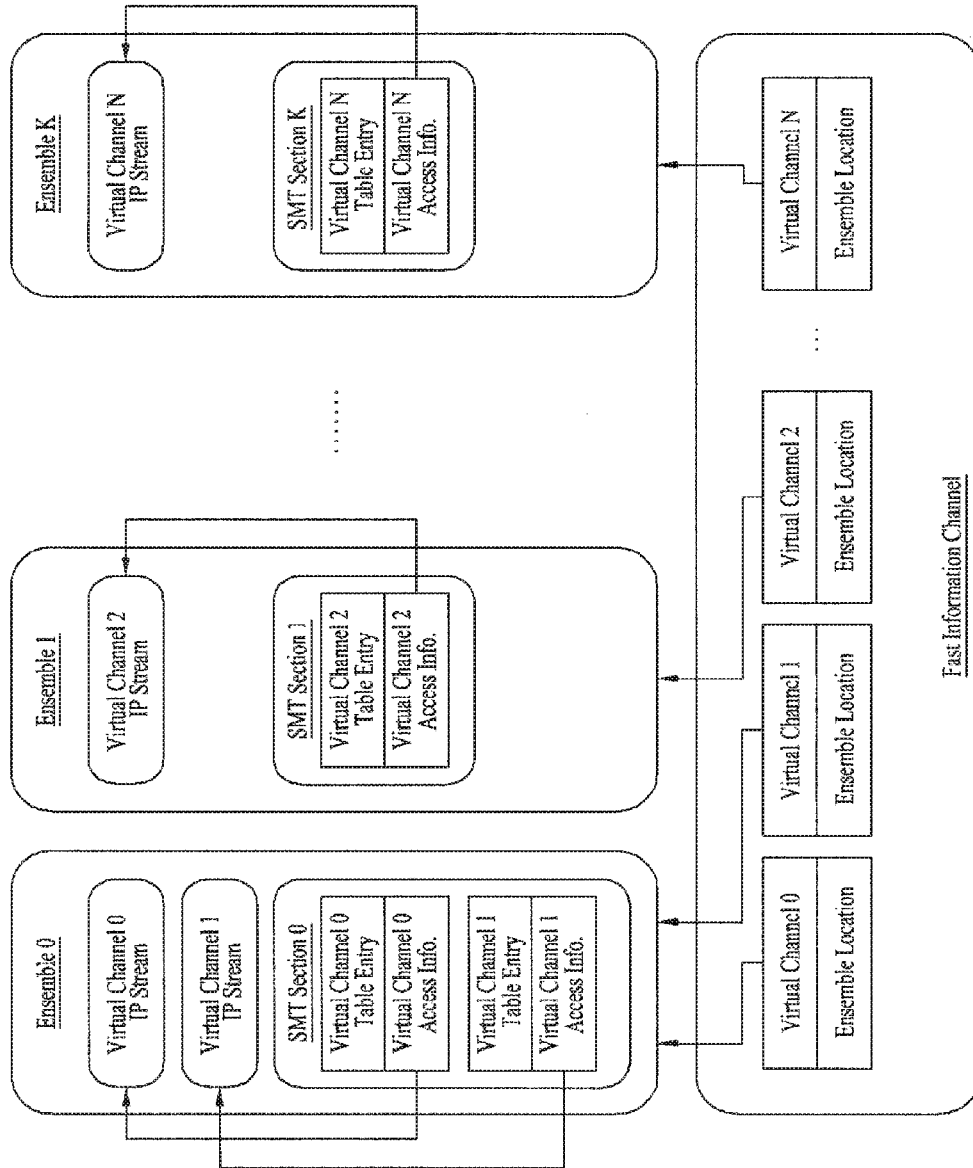 Ensemble 0
Virtual Channel 0
IP Stream
Virtual Channel 1
IP Stream
SMT Section 0
Virtual Channel 0
Table Entry
Virtual Channel 0
Access Info.
Virtual Channel 1
Table Entry
Virtual Channel 1
Access Info.
Ensemble 1
Virtual Channel 2
IP Stream
SMT Section 1
Virtual Channel 2
Table Entry
Virtual Channel 2
Access Info.
.......
Ensemble K
Virtual Channel N
IP Stream
SMT Section K
Virtual Channel N
Table Entry
Virtual Channel N
Access Info.
Virtual Channel 0
Ensemble Location
Virtual Channel 1
Ensemble Location
Virtual Channel 2
Ensemble Location
...
Virtual Channel N
Ensemble Location
Fast Information Channel